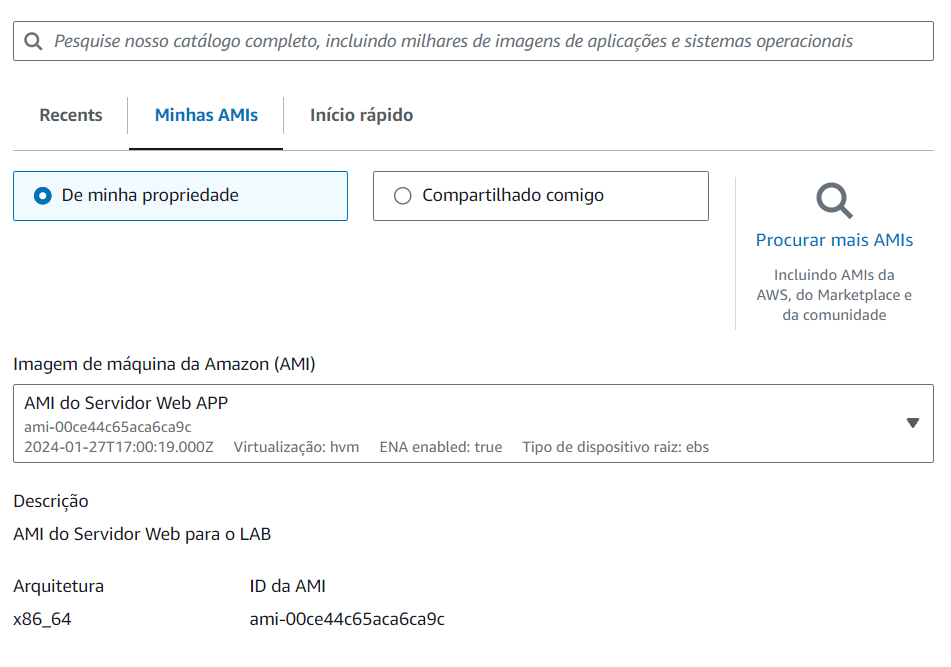 Pesquise nosso catálogo completo, incluindo milhares de imagens de aplicações e sistemas operacionais
Recents
Minhas AMIs
Início rápido
De minha propriedade
Compartilhado comigo
Procurar mais AMIs
Incluindo AMIs da
AWS, do Marketplace e
da comunidade
Imagem de máquina da Amazon (AMI)
AMI do Servidor Web APP
ami-00ce44c65aca6ca9c
2024-01-27T17:00:19.000Z Virtualização: hvm ENA enabled: true Tipo de dispositivo raiz: ebs
Descrição
AMI do Servidor Web para o LAB
Arquitetura ID da AMI
x86_64 ami-00ce44c65aca6ca9c